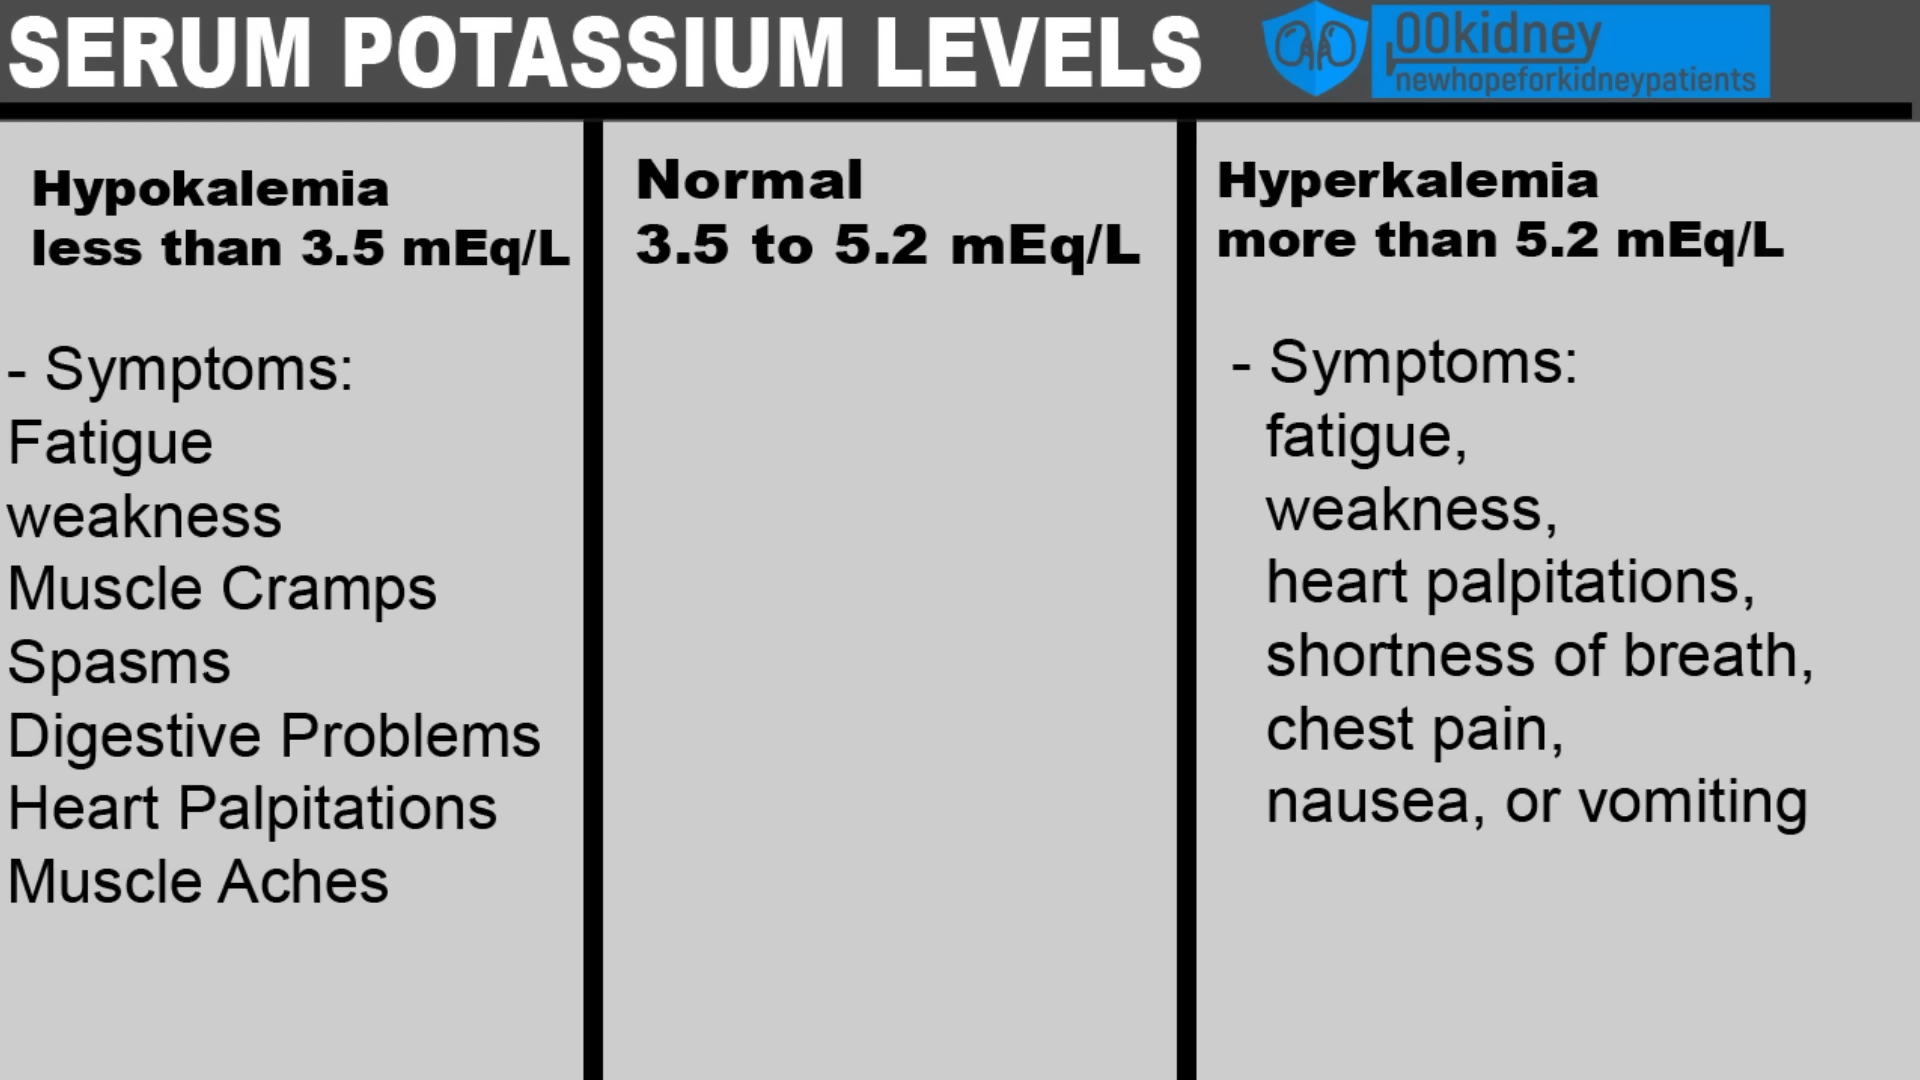 SERUM POTASSIUM LEVELS
00kidney
newhopeforkidneypatients
Hypokalemia
less than 3.5 mEq/L
- Symptoms:
Fatigue
weakness
Muscle Cramps
Spasms
Digestive Problems
Heart Palpitations
Muscle Aches
Normal
3.5 to 5.2 mEq/L
Hyperkalemia
more than 5.2 mEq/L
- Symptoms:
fatigue,
weakness,
heart palpitations,
shortness of breath,
chest pain,
nausea, or vomiting